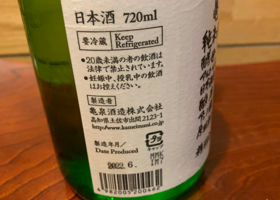 日本酒 720ml
要冷蔵 Keep
Refrigerated
•20歳未満の者の飲酒は
法律で禁止されています。
•妊娠中、授乳中の飲酒
はお控えください。
製造者
亀泉酒造株式会社
高知県土佐市出間2123-1
http://www.kameizumi.co.jp
製造年月/
Date Produced
2022.6.
4982005200482
純米